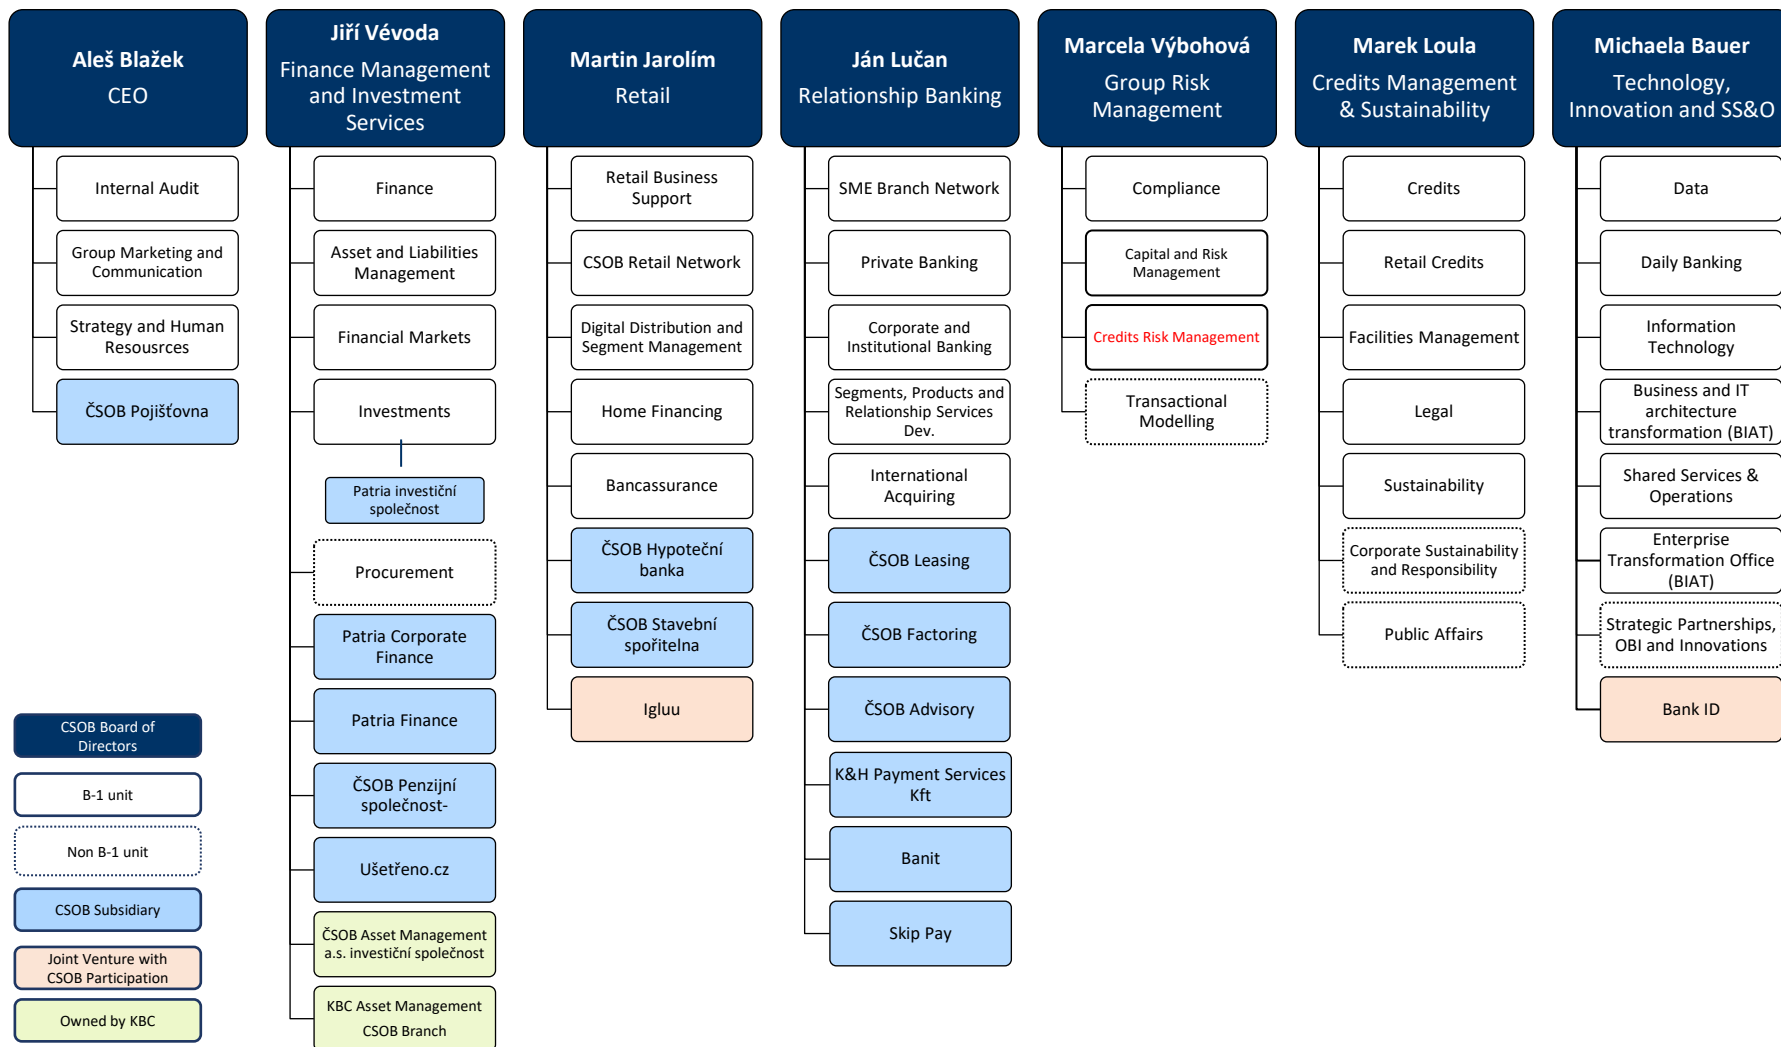 Aleš Blažek
CEO
Internal Audit
Group Marketing and
Communication
Strategy and Human
Resousrces
ČSOB Pojišťovna
Jiří Vévoda
Finance Management
and Investment
Services
Finance
Asset and Liabilities
Management
Financial Markets
Investments
Patria investiční
společnost
Procurement
Patria Corporate
Finance
Patria Finance
ČSOB Penzijní
společnost-
Ušetřeno.cz
ČSOB Asset Management
a.s. investiční společnost
KBC Asset Management
CSOB Branch
Martin Jarolím
Retail
Retail Business
Support
CSOB Retail Network
Digital Distribution and
Segment Management
Home Financing
Bancassurance
ČSOB Hypoteční
banka
ČSOB Stavební
spořitelna
Igluu
Ján Lučan
Relationship Banking
SME Branch Network
Private Banking
Corporate and
Institutional Banking
Segments, Products and
Relationship Services
Dev.
International
Acquiring
ČSOB Leasing
ČSOB Factoring
ČSOB Advisory
K&H Payment Services
Kft
Banit
Skip Pay
Marcela Výbohová
Group Risk
Management
Compliance
Capital and Risk
Management
Credits Risk Management
Transactional
Modelling
Marek Loula
Credits Management
& Sustainability
Credits
Retail Credits
Facilities Management
Legal
Sustainability
Corporate Sustainability
and Responsibility
Public Affairs
Michaela Bauer
Technology,
Innovation and SS&O
Data
Daily Banking
Information
Technology
Business and IT
architecture
transformation (BIAT)
Shared Services &
Operations
Enterprise
Transformation Office
(BIAT)
Strategic Partnerships,
OBI and Innovations
Bank ID
CSOB Board of
Directors
B-1 unit
Non B-1 unit
CSOB Subsidiary
Joint Venture with
CSOB Participation
Owned by KBC